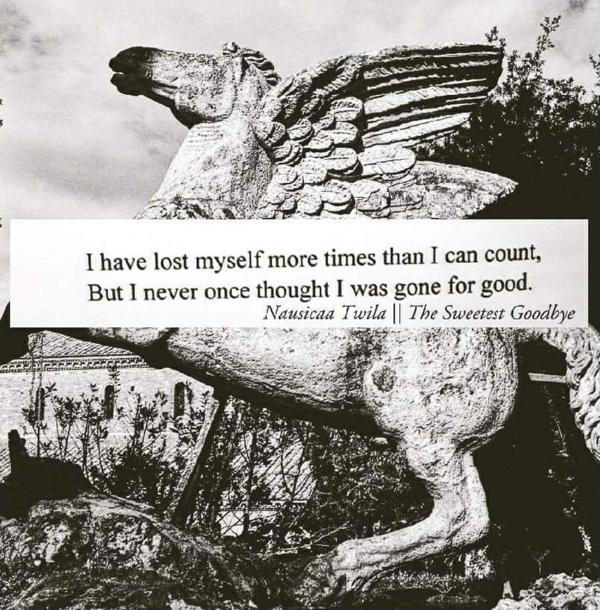 I have lost myself more times than I can count,
But I never once thought I was gone for good.
Nausicaa Twila || The Sweetest Goodbye